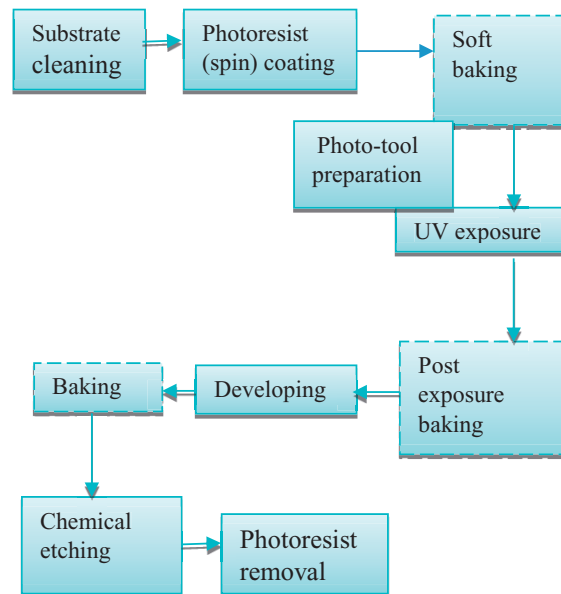 Substrate
cleaning
Photoresist
(spin) coating
Soft
baking
Photo-tool
preparation
UV exposure
Post
exposure
baking
Developing
Baking
Chemical
etching
Photoresist
removal